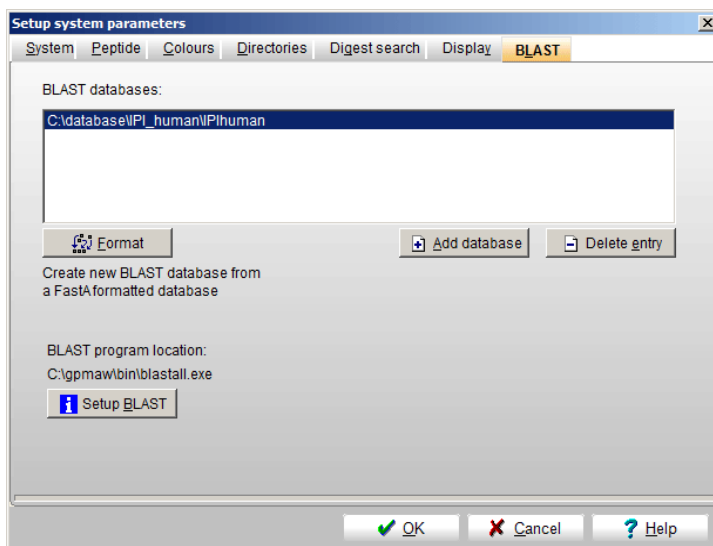 Setup system parameters
System Peptide Colours Directories Digest search Display BLAST
BLAST databases:
C:\database\IPI_human\IPIhuman
Format Add database Delete entry
Create new BLAST database from
a FastA formatted database
BLAST program location:
C:\gpmaw\bin\blastall.exe
Setup BLAST
OK Cancel Help